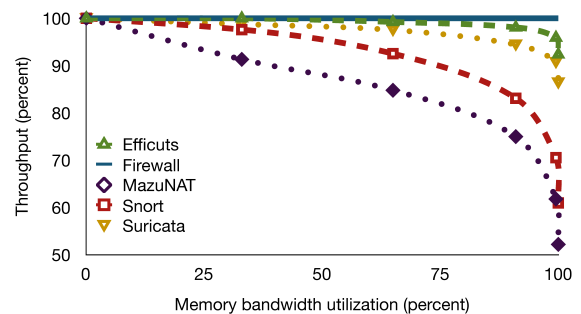 100
90
80
70
60
50
Throughput (percent)
Efficuts
Firewall
MazuNAT
Snort
Suricata
0 25 50 75 100
Memory bandwidth utilization (percent)